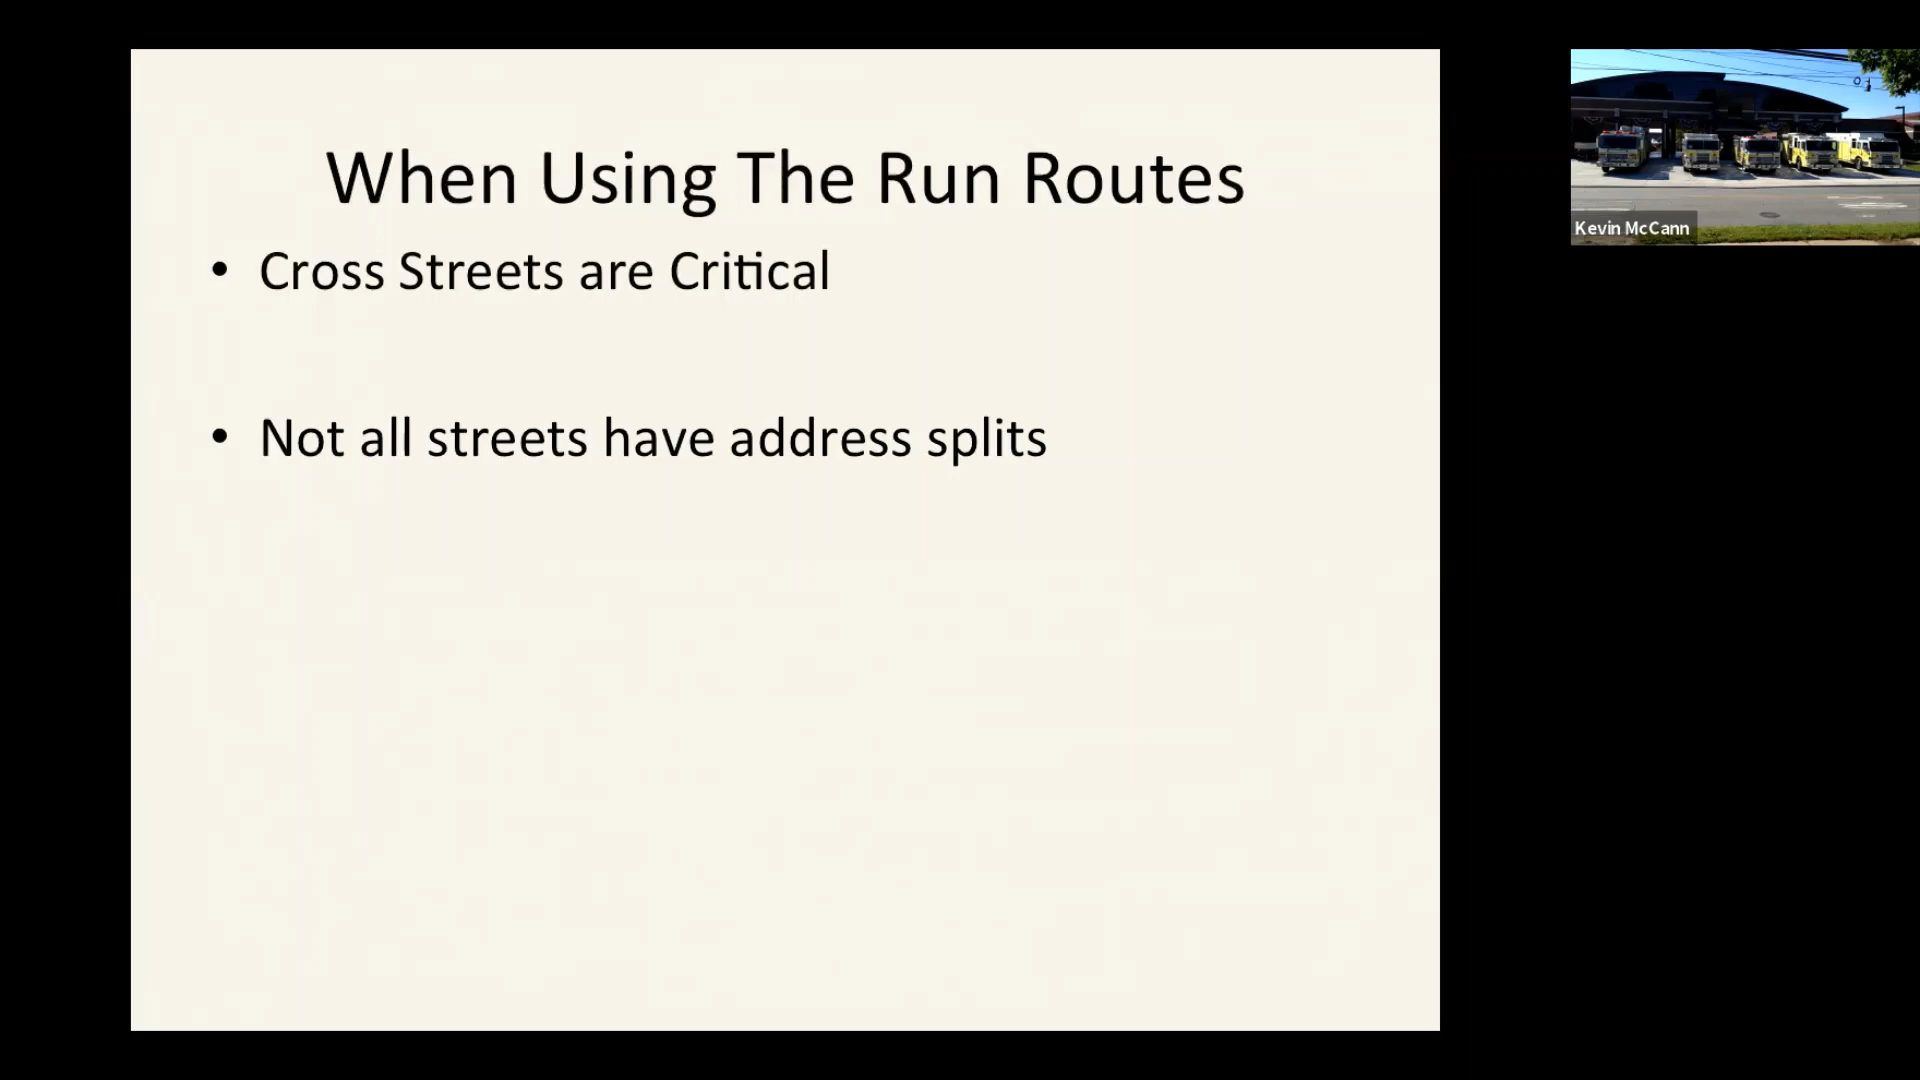 When Using The Run Routes
• Cross Streets are Critical
• Not all streets have address splits
Kevin McCann